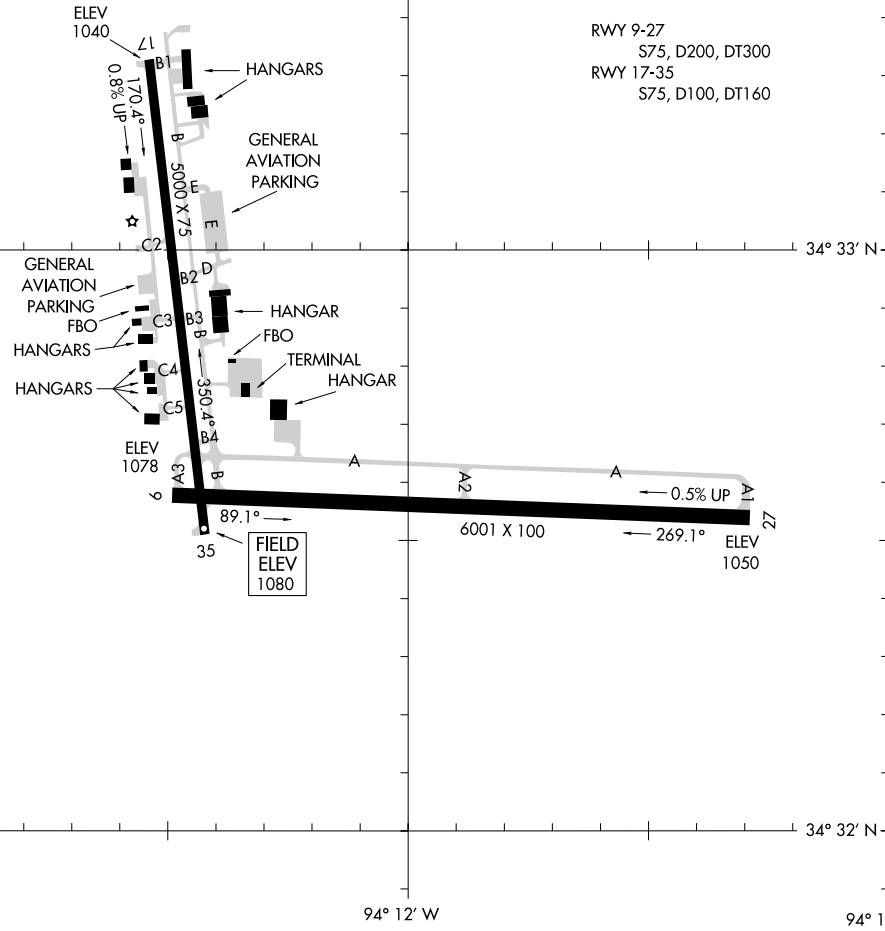 ELEV
1040
17
RWY 9-27
S75, D200, DT300
RWY 17-35
S75, D100, DT160
B1
HANGARS
170.4°
0.8% UP
B
GENERAL
AVIATION
PARKING
5000 X 75
E
E
C2
34° 33' N
B2
D
GENERAL
AVIATION
PARKING
FBO
HANGARS
C3
B3
HANGAR
B
FBO
TERMINAL
HANGAR
HANGARS
C4
C5
350.4°
B4
ELEV
1078
A
A
9
A3
B
A2
A1
0.5% UP
27
89.1°
6001 X 100
269.1°
ELEV
1050
35
FIELD
ELEV
1080
34° 32' N
94° 12' W
94° 1